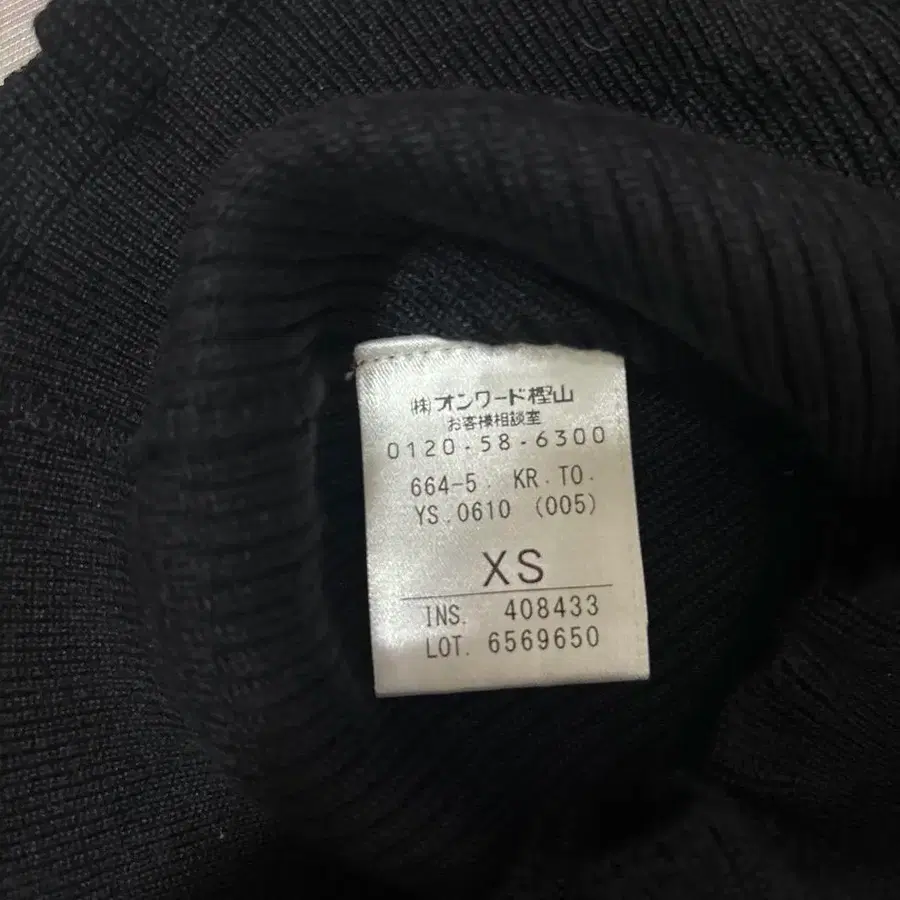 ㈱オンワード樫山
お客様相談室
0120-58-6300
664-5. KR.TO.
YS.0610 (005)
XS
INS. 408433
LOT. 6569650